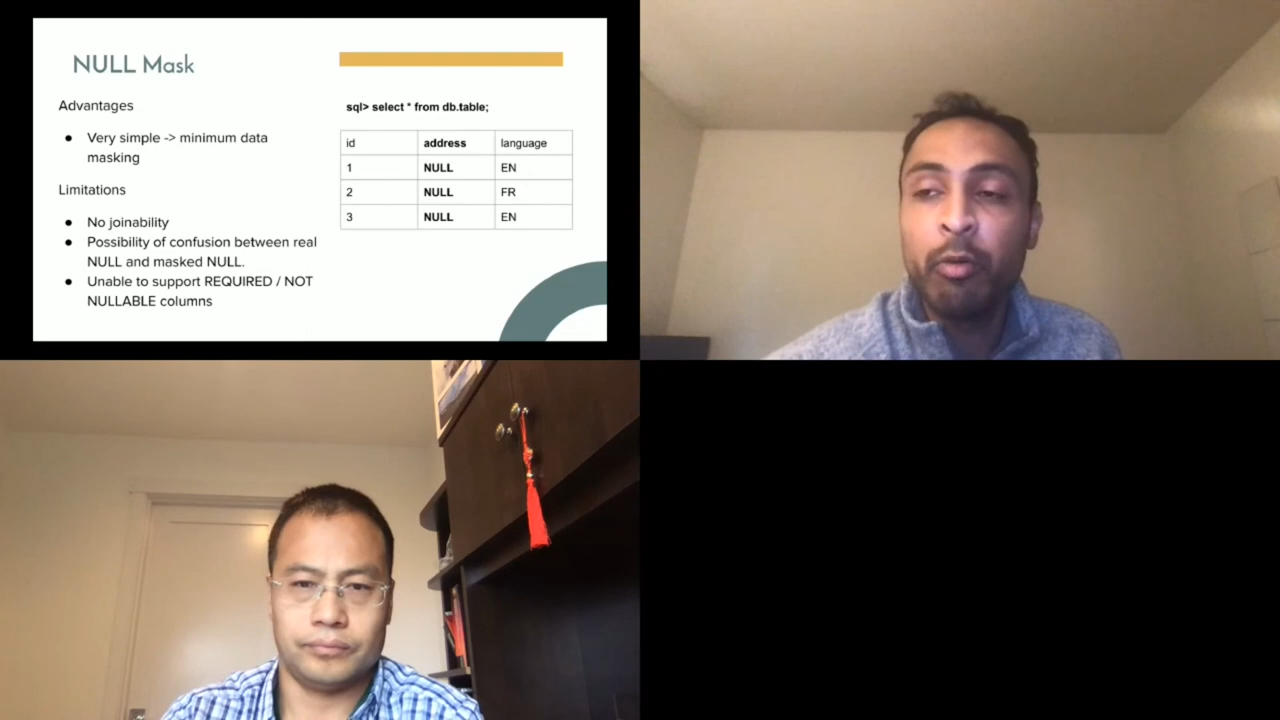 NULL Mask
Advantages
● Very simple -> minimum data
masking
Limitations
● No joinability
● Possibility of confusion between real
NULL and masked NULL.
● Unable to support REQUIRED / NOT
NULLABLE columns
sql> select * from db.table;
id address language
1 NULL EN
2 NULL FR
3 NULL EN